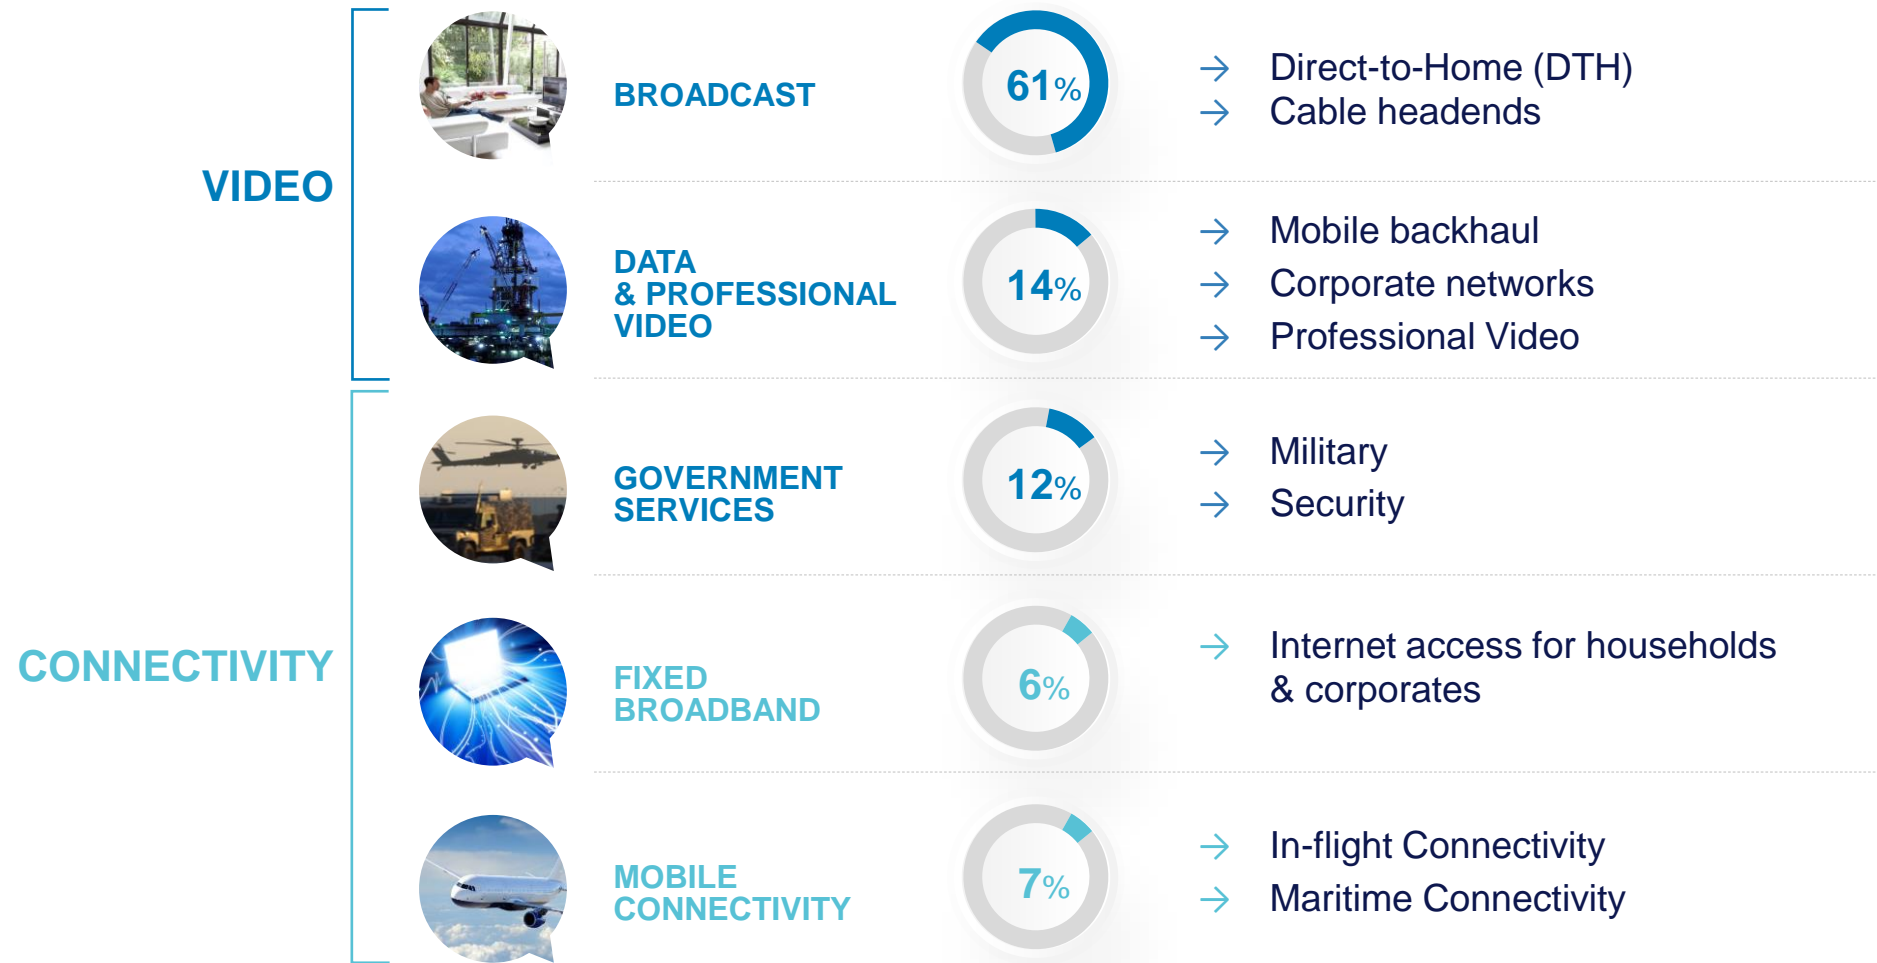 VIDEO
BROADCAST
61%
→ Direct-to-Home (DTH)
→ Cable headends
DATA
& PROFESSIONAL
VIDEO
14%
→ Mobile backhaul
→ Corporate networks
→ Professional Video
CONNECTIVITY
GOVERNMENT
SERVICES
12%
→ Military
→ Security
FIXED
BROADBAND
6%
→ Internet access for households
& corporates
MOBILE
CONNECTIVITY
7%
→ In-flight Connectivity
→ Maritime Connectivity